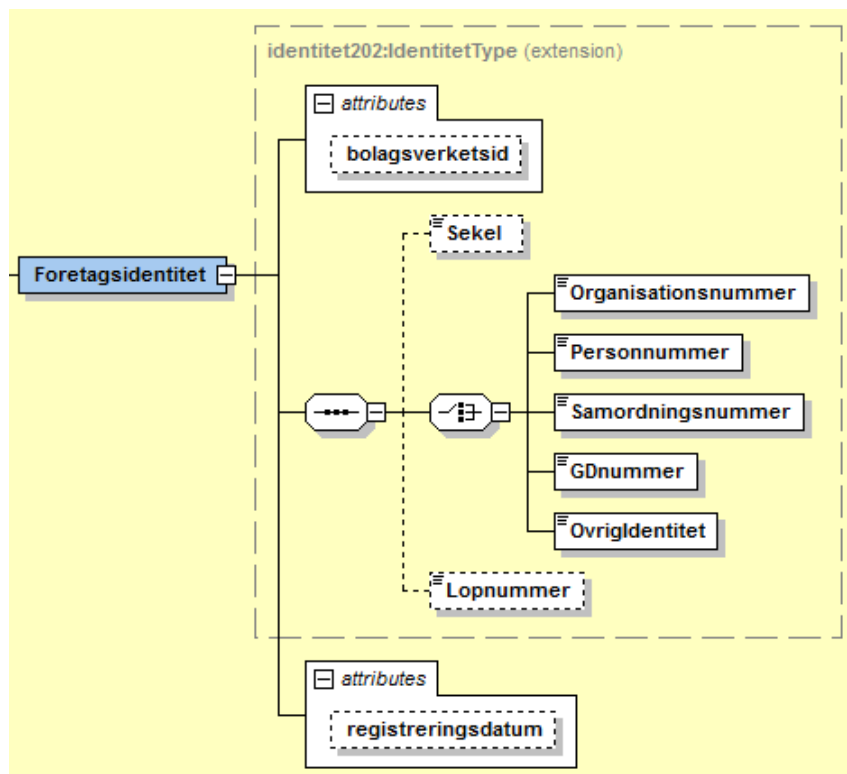 identitet202:IdentitetType (extension)
attributes
bolagsverketsid
Sekel
Foretagsidentitet
Organisationsnummer
Personnummer
Samordningsnummer
GDnummer
OvrigIdentitet
Lopnummer
attributes
registreringsdatum